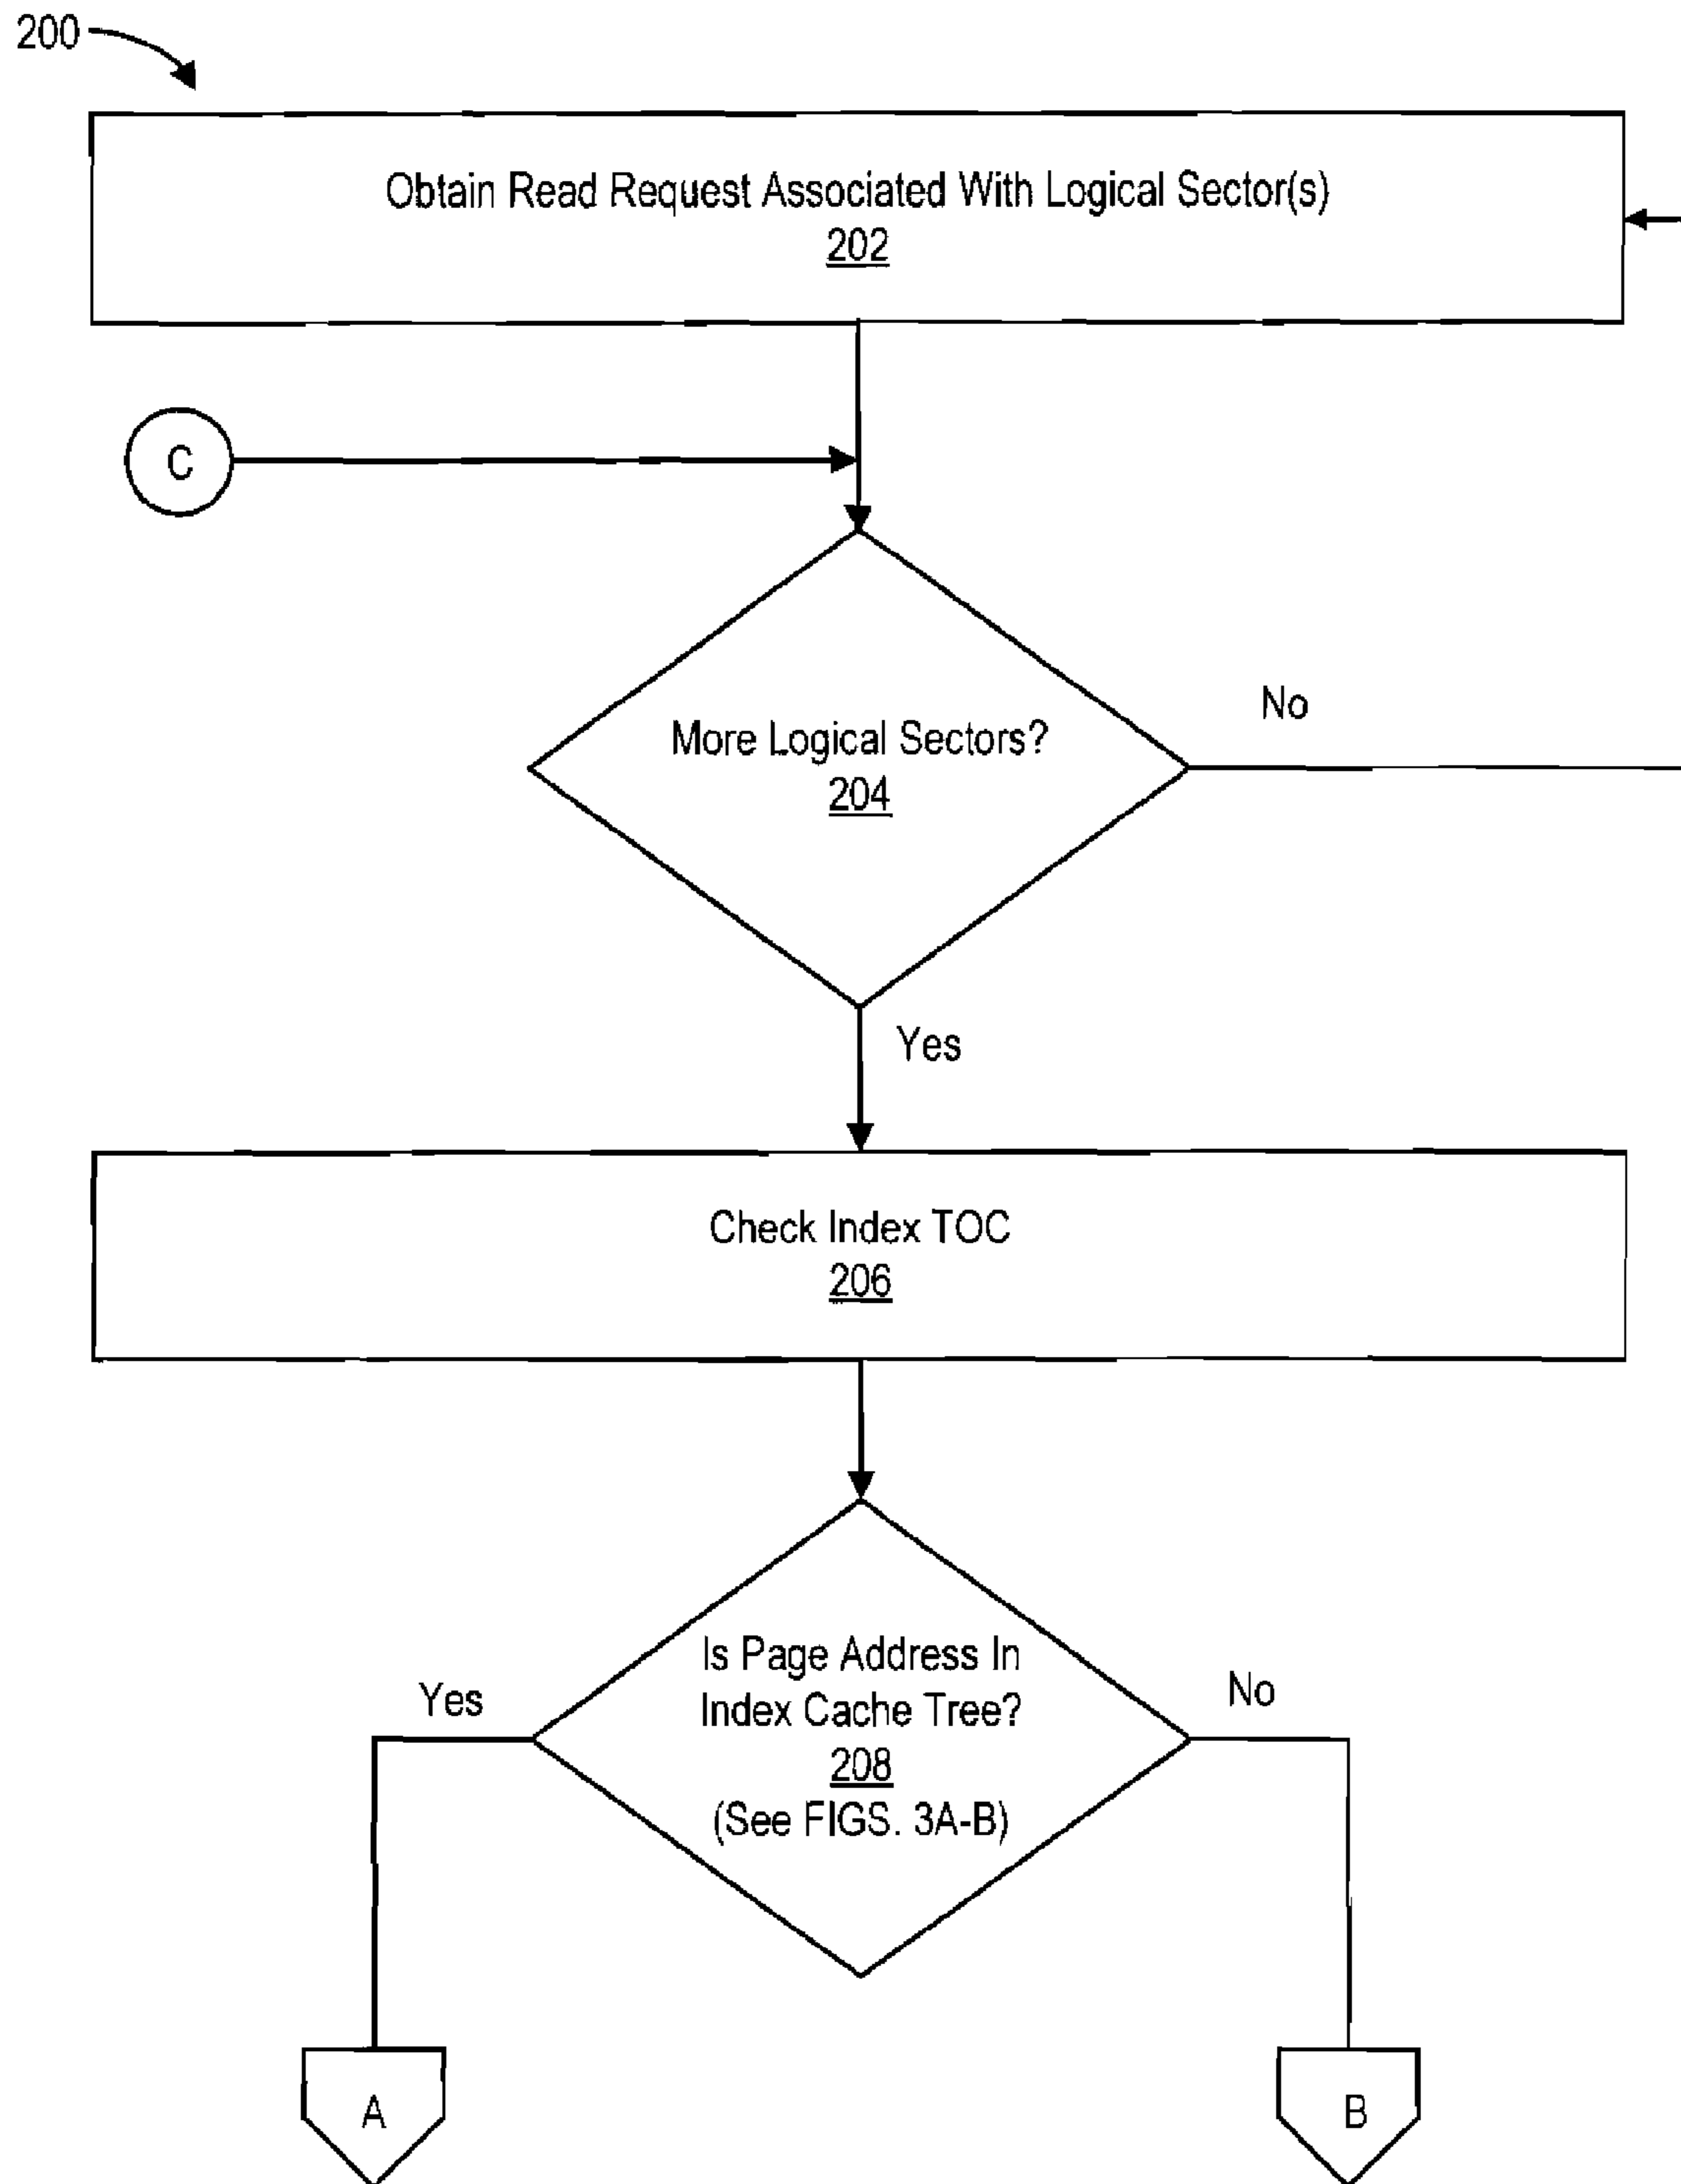 200
Obtain Read Request Associated With Logical Sector(s)
202
C
More Logical Sectors?
204
No
Yes
Check Index TOC
206
Is Page Address In
Index Cache Tree?
208
(See FIGS. 3A-B)
Yes
No
A
B